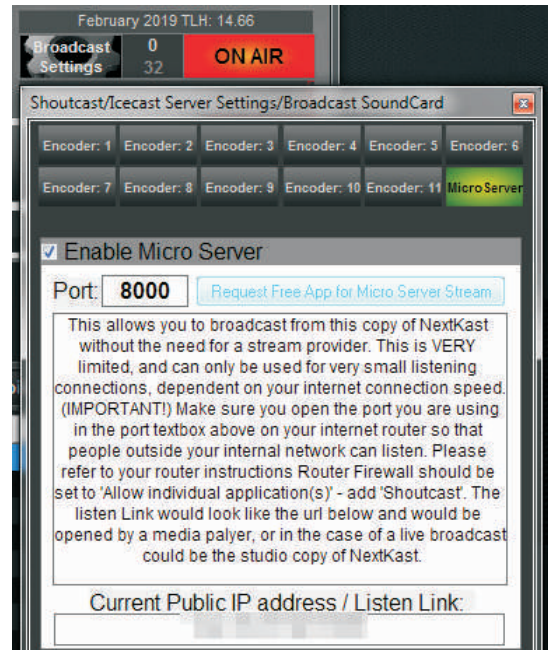 February 2019 TLH: 14.66
Broadcast 0 ON AIR
Settings 32
Shoutcast/Icecast Server Settings/Broadcast SoundCard
Encoder: 1 Encoder: 2 Encoder: 3 Encoder: 4 Encoder: 5 Encoder: 6
Encoder: 7 Encoder: 8 Encoder: 9 Encoder: 10 Encoder: 11 Micro Server
Enable Micro Server
Port: 8000 Request Free App for Micro Server Stream
This allows you to broadcast from this copy of NextKast
without the need for a stream provider. This is VERY
limited, and can only be used for very small listening
connections, dependent on your internet connection speed.
(IMPORTANT!) Make sure you open the port you are using
in the port textbox above on your internet router so that
people outside your internal network can listen. Please
refer to your router instructions Router Firewall should be
set to 'Allow individual application(s)' - add 'Shoutcast'. The
listen Link would look like the url below and would be
opened by a media palyer, or in the case of a live broadcast
could be the studio copy of NextKast.
Current Public IP address / Listen Link: